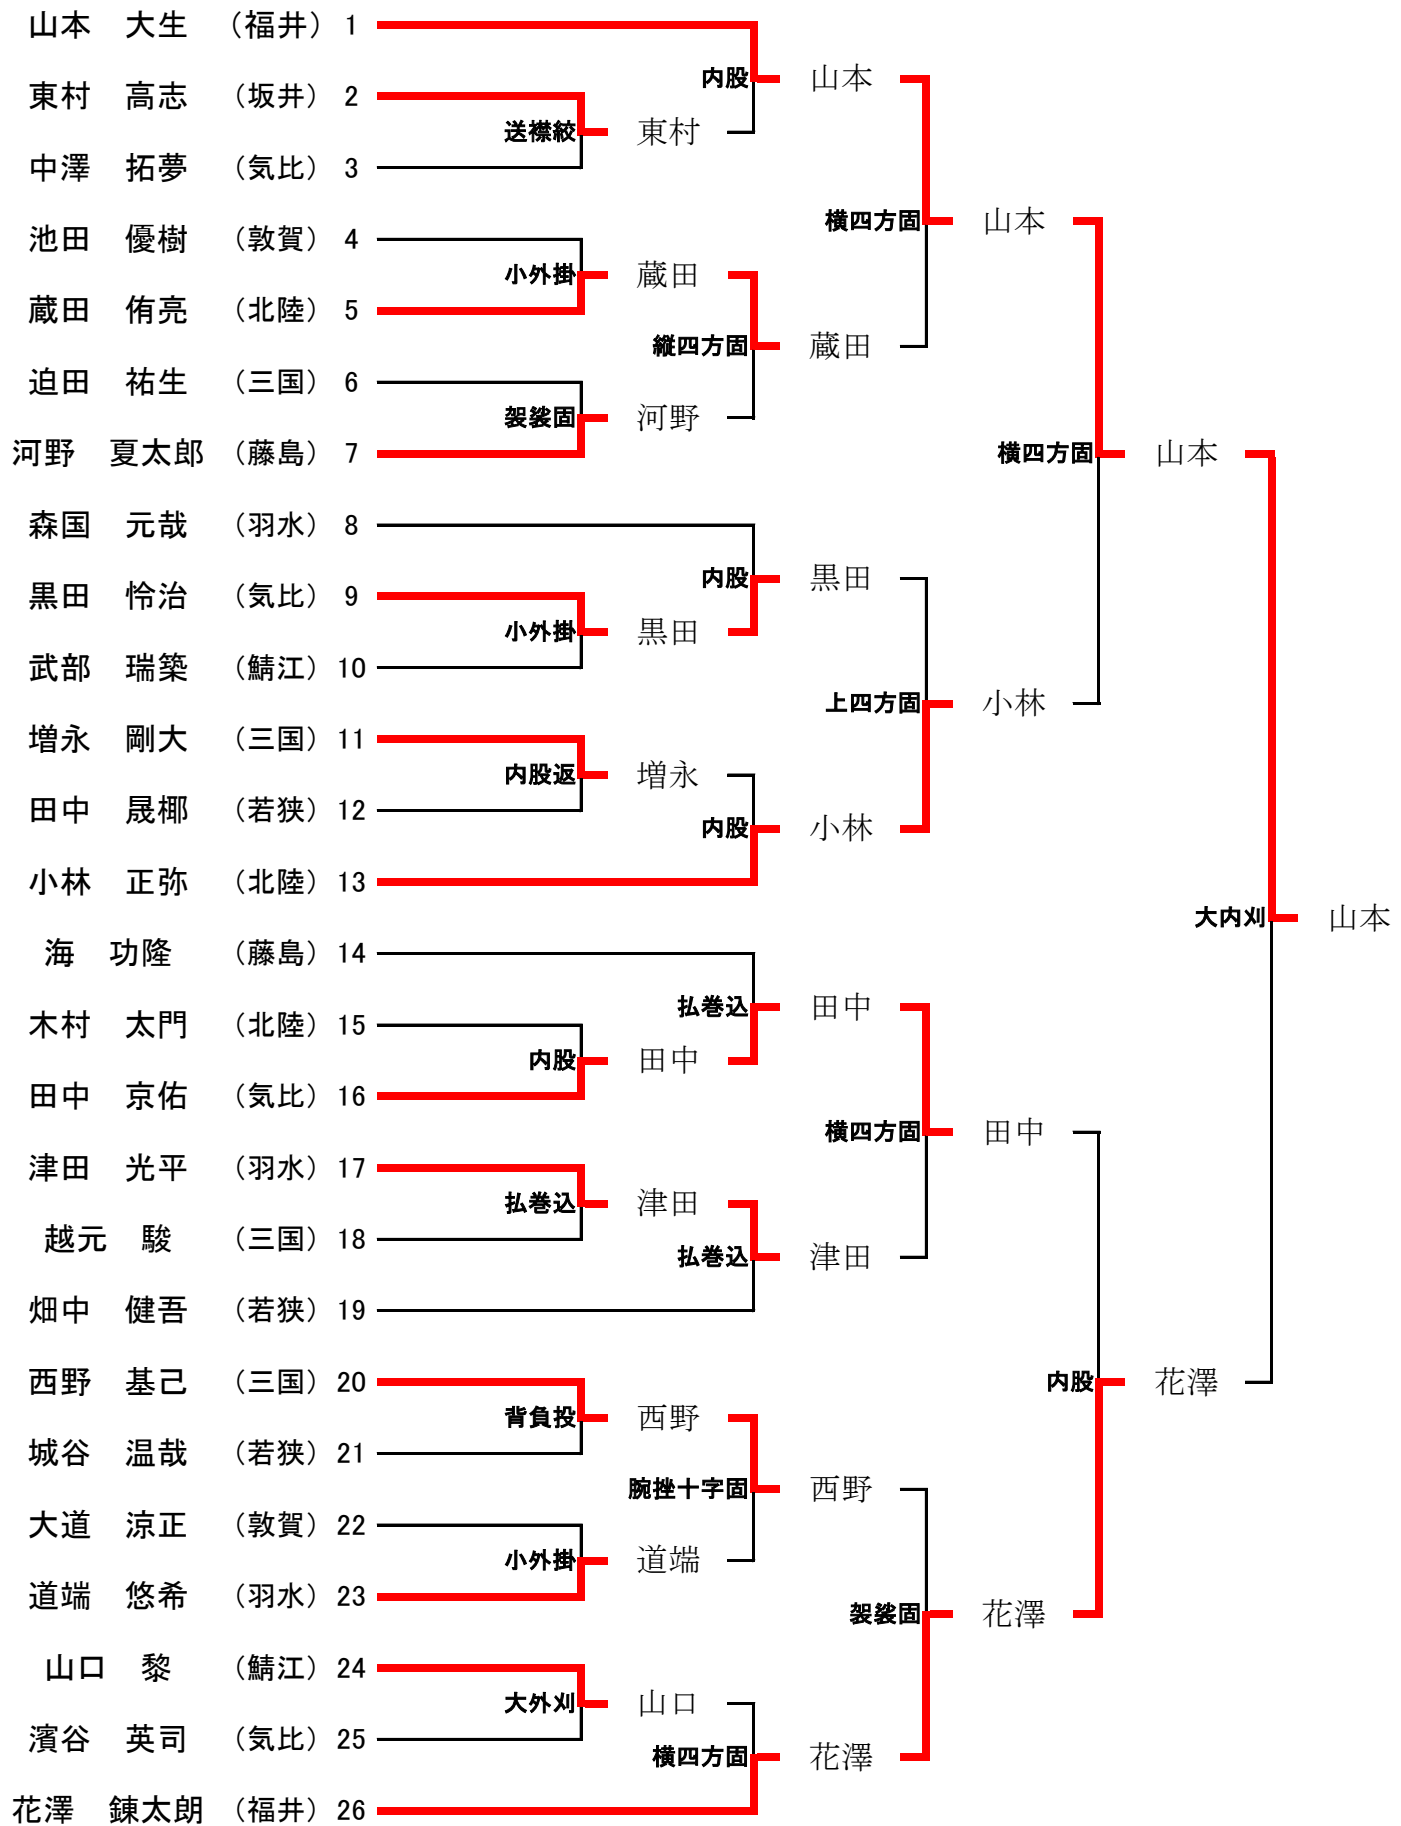 山本　大生　（福井） 1
内股 山本
東村　高志　（坂井） 2
送襟絞 東村
中澤　拓夢　（気比） 3
横四方固 山本
池田　優樹　（敦賀） 4
小外掛 蔵田
蔵田　侑亮　（北陸） 5
縦四方固 蔵田
迫田　祐生　（三国） 6
袈裟固 河野
河野　夏太郎　（藤島） 7
横四方固 山本
森国　元哉　（羽水） 8
内股 黒田
黒田　怜治　（気比） 9
小外掛 黒田
武部　瑞築　（鯖江） 10
上四方固 小林
増永　剛大　（三国） 11
内股返 増永
田中　晟椰　（若狭） 12
内股 小林
小林　正弥　（北陸） 13
大内刈 山本
海　功隆　（藤島） 14
払巻込 田中
木村　太門　（北陸） 15
内股 田中
田中　京佑　（気比） 16
横四方固 田中
津田　光平　（羽水） 17
払巻込 津田
越元　駿　（三国） 18
払巻込 津田
畑中　健吾　（若狭） 19
西野　基己　（三国） 20
内股 花澤
背負投 西野
城谷　温哉　（若狭） 21
腕挫十字固 西野
大道　涼正　（敦賀） 22
小外掛 道端
道端　悠希　（羽水） 23
袈裟固 花澤
山口　黎　（鯖江） 24
大外刈 山口
濱谷　英司　（気比） 25
横四方固 花澤
花澤　錬太朗　（福井） 26